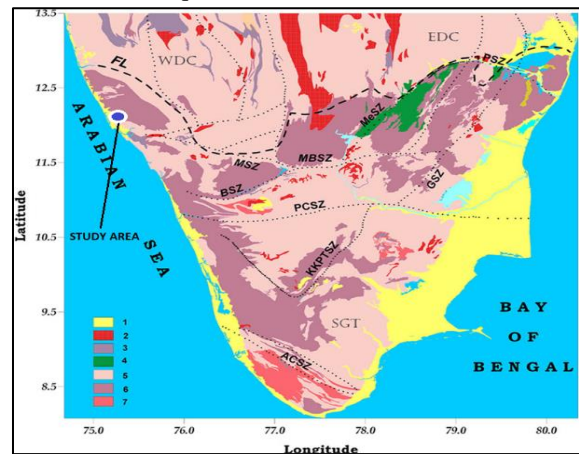 13.5
12.5
11.5
10.5
9.5
8.5
Latitude
WDC
EDC
FL
PSZ
MeSZ
MSZ
MBSZ
BSZ
GSZ
PCSZ
KKPTSZ
SGT
ACSZ
ARABIAN
SEA
STUDY AREA
BAY
OF
BENGAL
1
2
3
4
5
6
7
75.0 76.0 77.0 78.0 79.0 80.0
Longitude